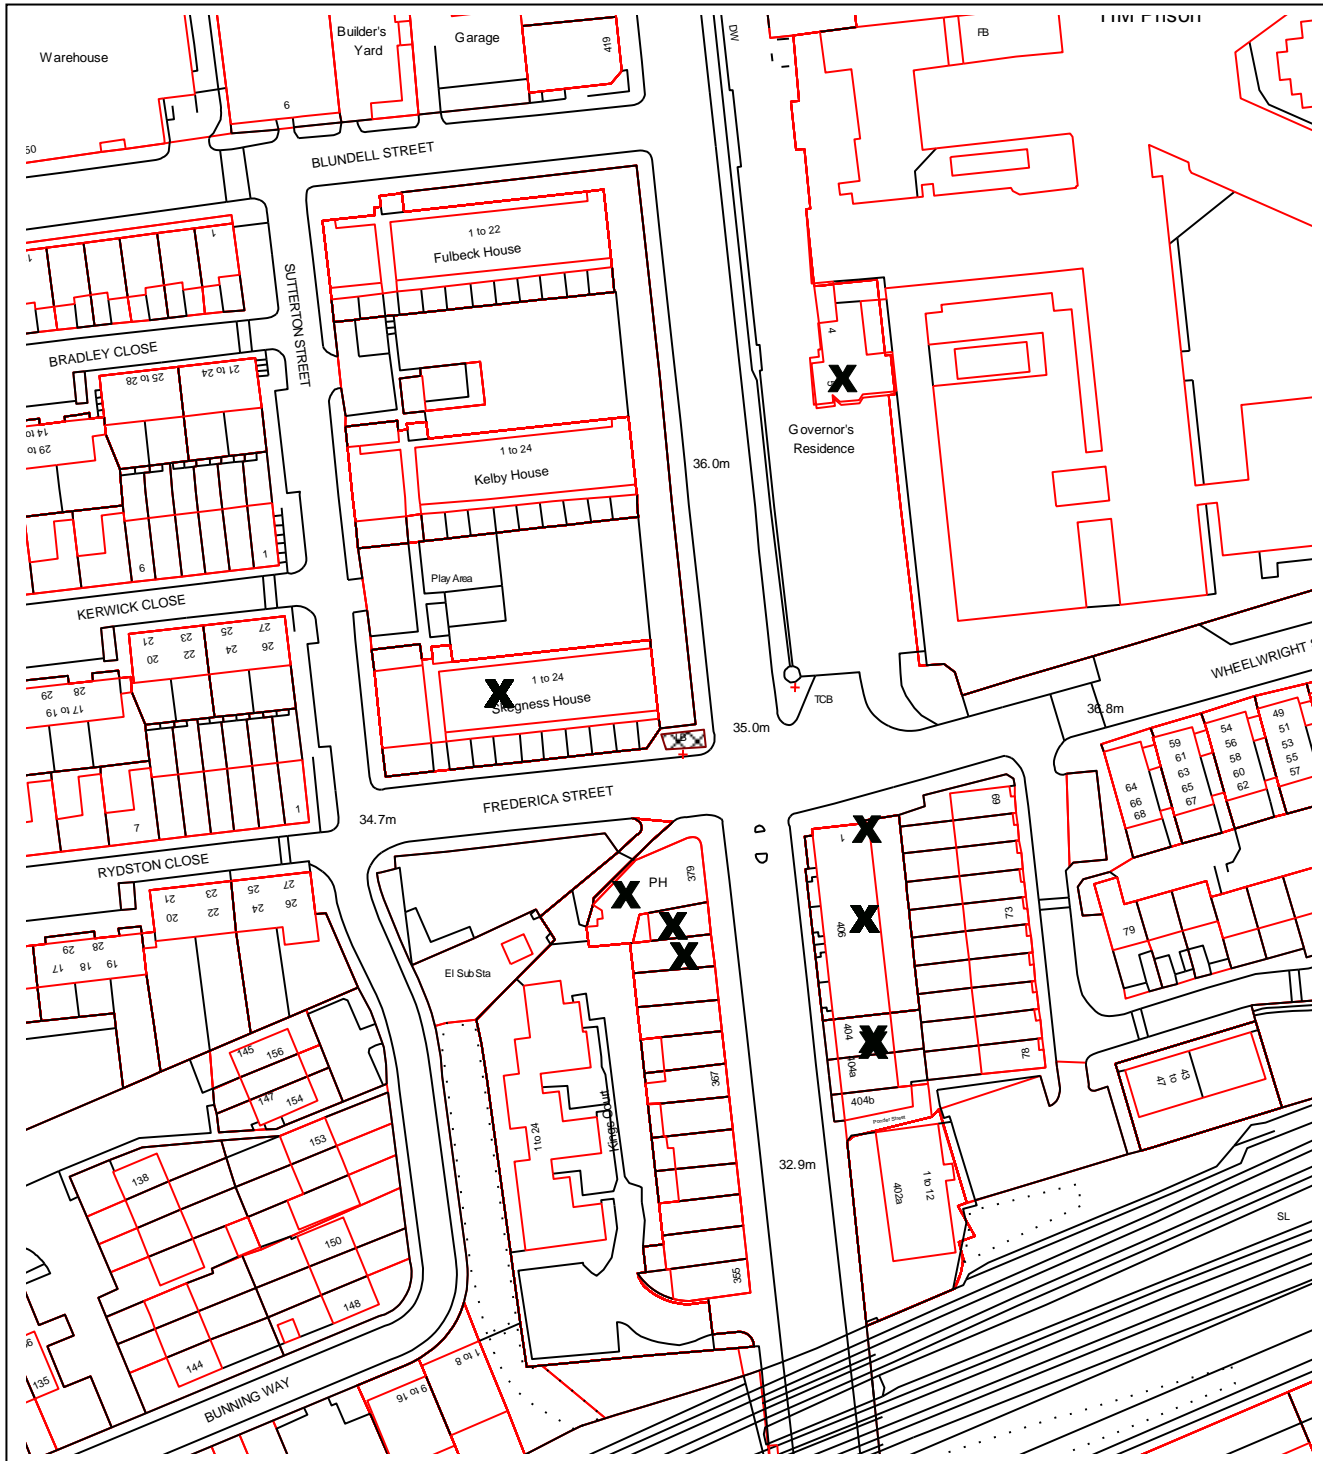 HM Prison
Warehouse
Builder's
Yard
Garage
419
DW
FB
6
BLUNDELL STREET
1
1 to 22
Fulbeck House
SUTTERTON STREET
BRADLEY CLOSE
25 to 28
21 to 24
4
5
X
Governor's
Residence
14 to
29 to
1 to 24
Kelby House
36.0m
9
1
Play Area
KERWICK CLOSE
21 23 25 27
20 22 24 26
WHEELWRIGHT
28
29
17 to 19
1 to 24
X
Skegness House
TCB
36.8m
35.0m
LB
49
51
53
55
57
54
56
58
60
62
59
61
63
65
67
64
66
68
FREDERICA STREET
34.7m
7
1
69
1
X
RYDSTON CLOSE
21 23 25 27
20 22 24 26
PH
X
379
X
X
406
X
73
79
28
29
17 18 19
El Sub Sta
404
X
404a
78
404b
Ponder Street
43
to
47
145
156
147
154
367
Kings Court
1 to 24
153
138
32.9m
1 to 12
402a
SL
150
148
355
144
135
1 to 8
9 to 16
BUNNING WAY